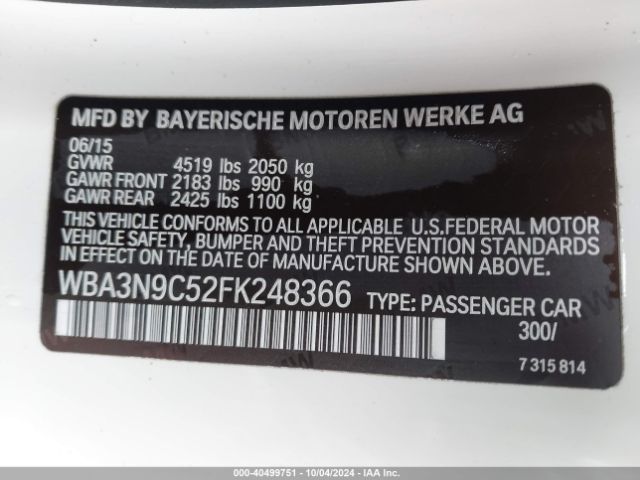 MFD BY BAYERISCHE MOTOREN WERKE AG
06/15
GVWR 4519 lbs 2050 kg
GAWR FRONT 2183 lbs 990 kg
GAWR REAR 2425 lbs 1100 kg
THIS VEHICLE CONFORMS TO ALL APPLICABLE U.S.FEDERAL MOTOR
VEHICLE SAFETY, BUMPER AND THEFT PREVENTION STANDARDS
IN EFFECT ON THE DATE OF MANUFACTURE SHOWN ABOVE.
WBA3N9C52FK248366 TYPE: PASSENGER CAR
300/
7 315 814
000-40499751 - 10/04/2024 - IAA Inc.